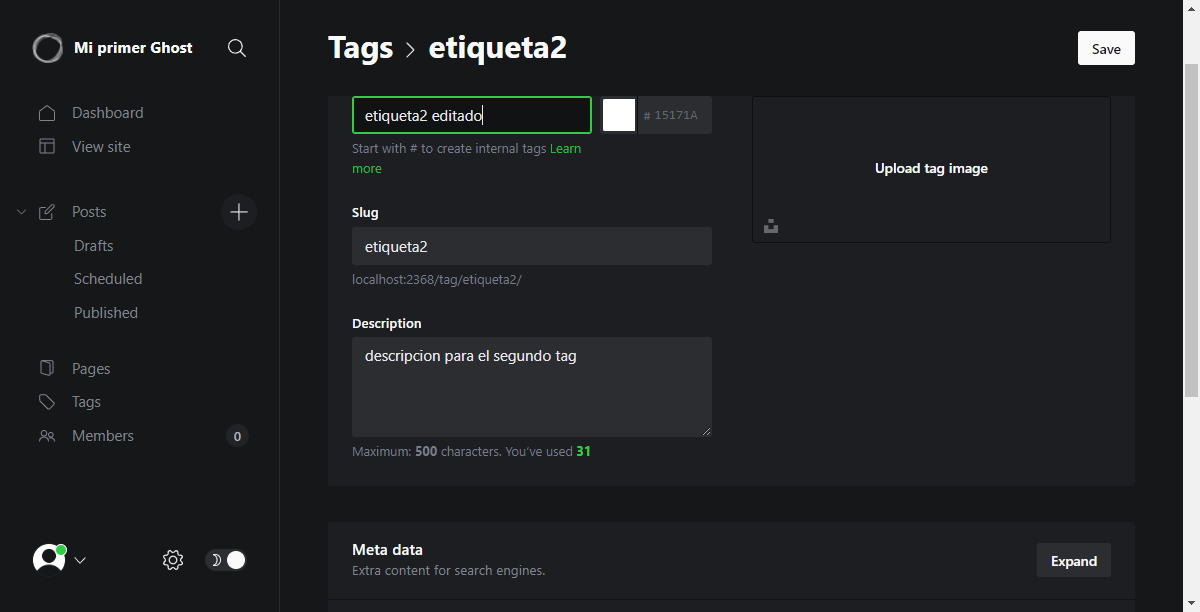 Mi primer Ghost
Dashboard
View site
Posts
Drafts
Scheduled
Published
Pages
Tags
Members
0
Tags > etiqueta2
Save
etiqueta2 editado
# 15171A
Start with # to create internal tags Learn
more
Upload tag image
Slug
etiqueta2
localhost:2368/tag/etiqueta2/
Description
descripcion para el segundo tag
Maximum: 500 characters. You’ve used 31
Meta data
Extra content for search engines.
Expand